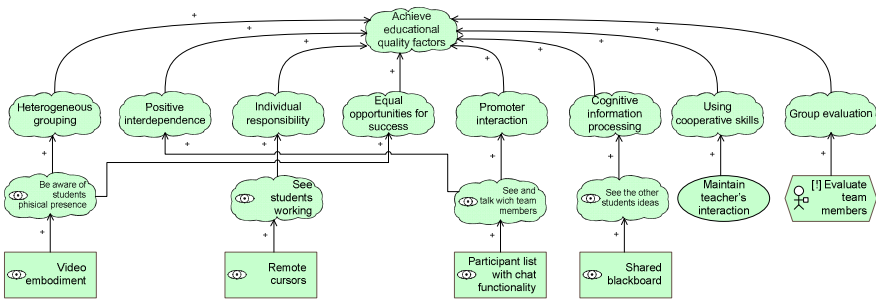 Achieve
educational
quality factors
+
+
+
+
+
+
+
+
Heterogeneous
grouping
Positive
interdependence
Individual
responsibility
Equal
opportunities for
success
Promoter
interaction
Cognitive
information
processing
Using
cooperative skills
Group evaluation
+
+
+
+
+
+
+
+
Be aware of
students
phisical presence
See
students
working
See and
talk wich team
members
See the other
students ideas
Maintain
teacher's
interaction
[!] Evaluate
team
members
+
+
+
+
Video
embodiment
Remote
cursors
Participant list
with chat
functionality
Shared
blackboard